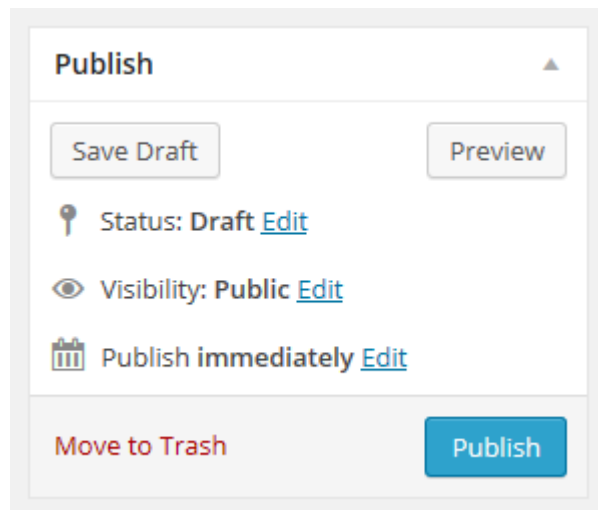 Publish
Save Draft Preview
Status: Draft Edit
Visibility: Public Edit
Publish immediately Edit
Move to Trash Publish